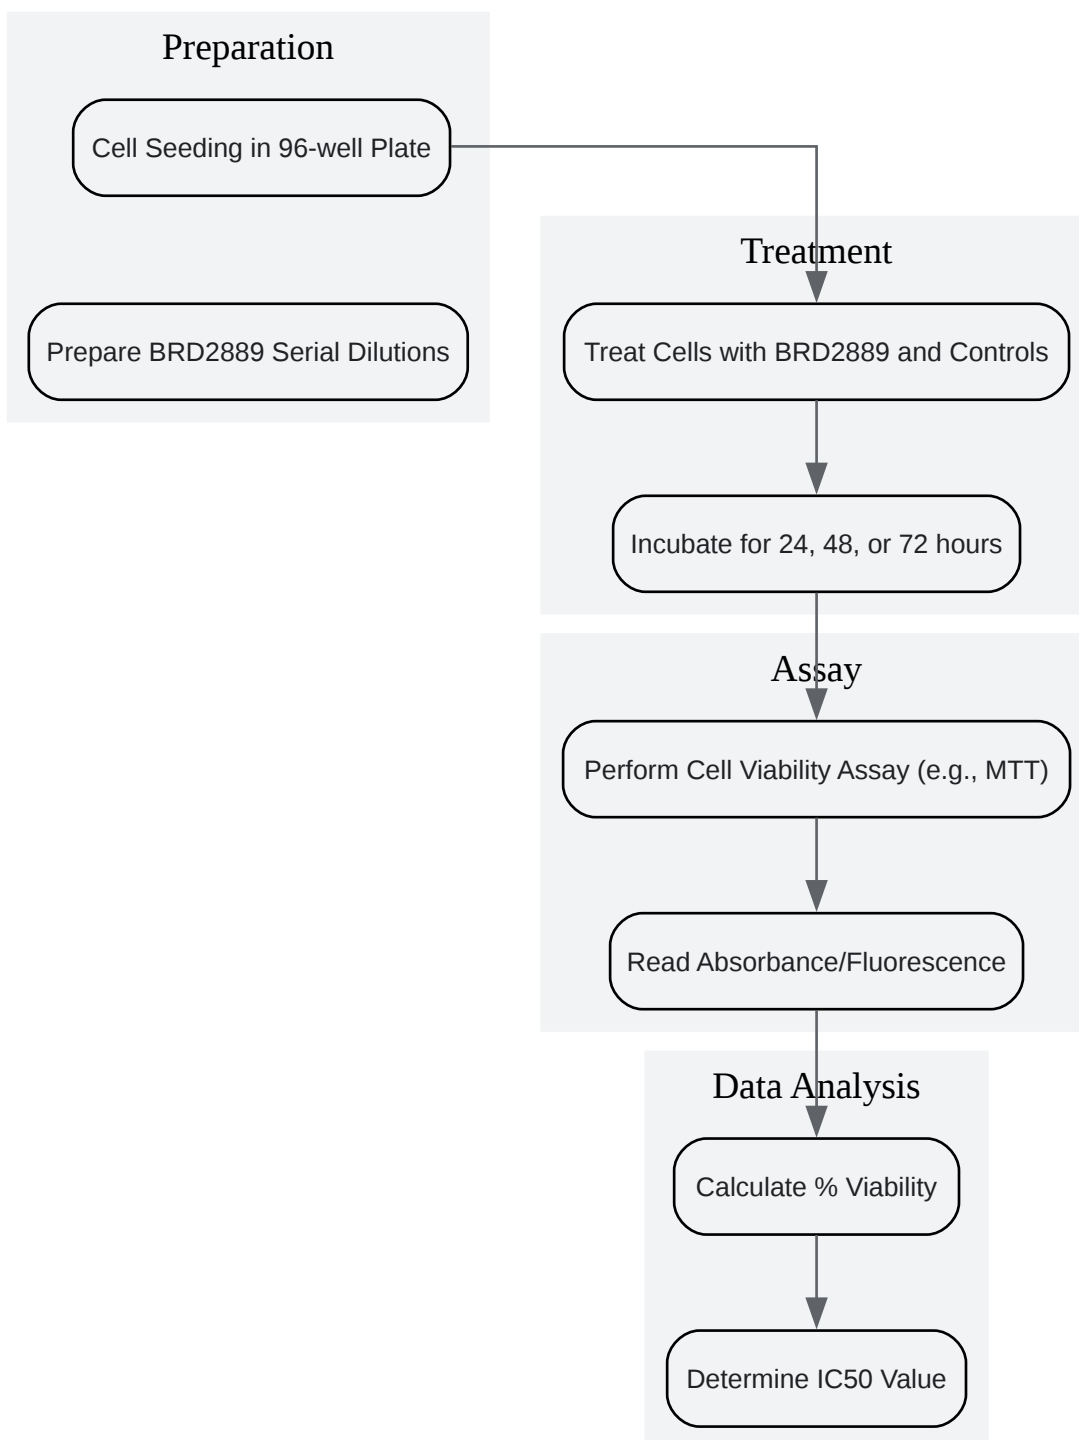 Preparation
Cell Seeding in 96-well Plate
Prepare BRD2889 Serial Dilutions
Treatment
Treat Cells with BRD2889 and Controls
Incubate for 24, 48, or 72 hours
Assay
Perform Cell Viability Assay (e.g., MTT)
Read Absorbance/Fluorescence
Data Analysis
Calculate % Viability
Determine IC50 Value